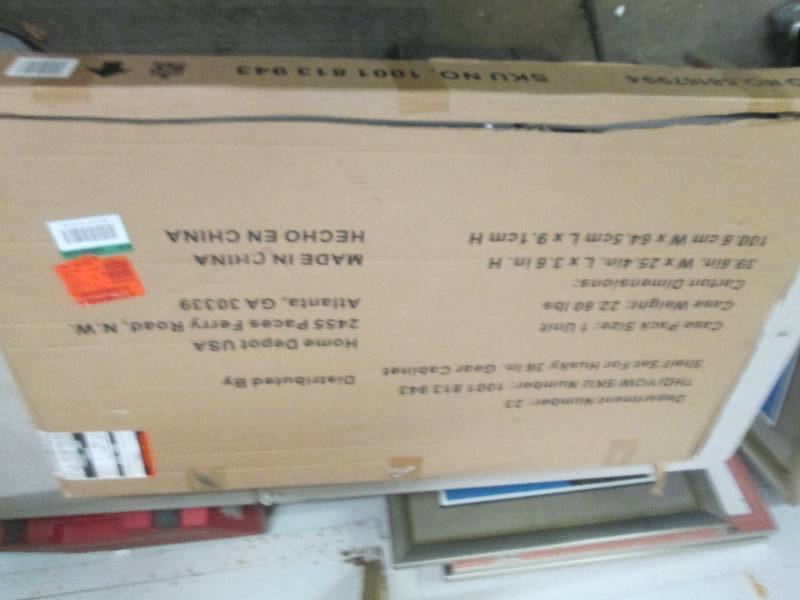 Department Number: 23
THD/YOW SKU Number: 1001 813 943
Shelf Set For Husky 36 in. Gear Cabinet
Case Pack Size: 1 Unit
Case Weight: 22.60 lbs
Carton Dimensions:
39.6in. W x 25.4in. L x 3.6 in. H
100.6 cm W x 64.5cm L x 9.1cm H
Distributed By
Home Depot USA
2455 Paces Ferry Road, N.W.
Atlanta, GA 30339
MADE IN CHINA
HECHO EN CHINA
SKU NO. 1001 813 943